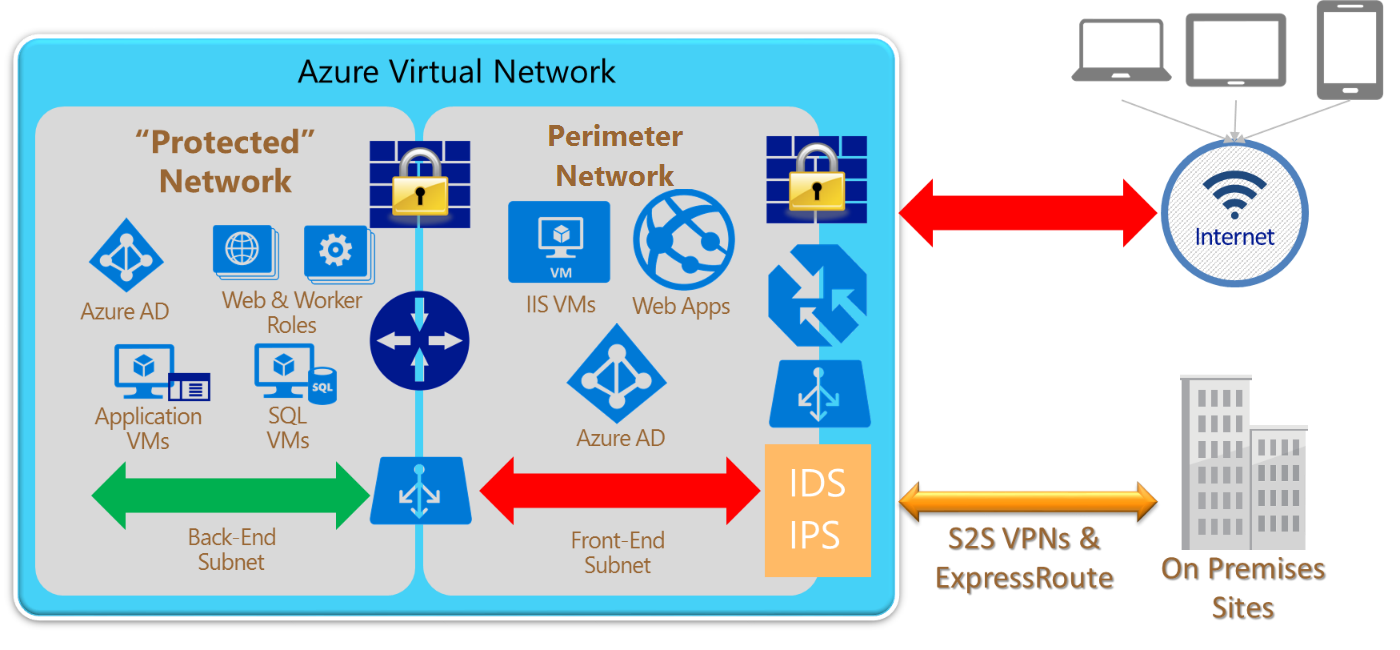 Azure Virtual Network
“Protected”
Network
Azure AD
Web & Worker
Roles
Application
VMs
SQL
SQL
VMs
Back-End
Subnet
Perimeter
Network
VM
IIS VMs
Web Apps
Azure AD
Front-End
Subnet
IDS
IPS
Internet
S2S VPNs &
ExpressRoute
On Premises
Sites